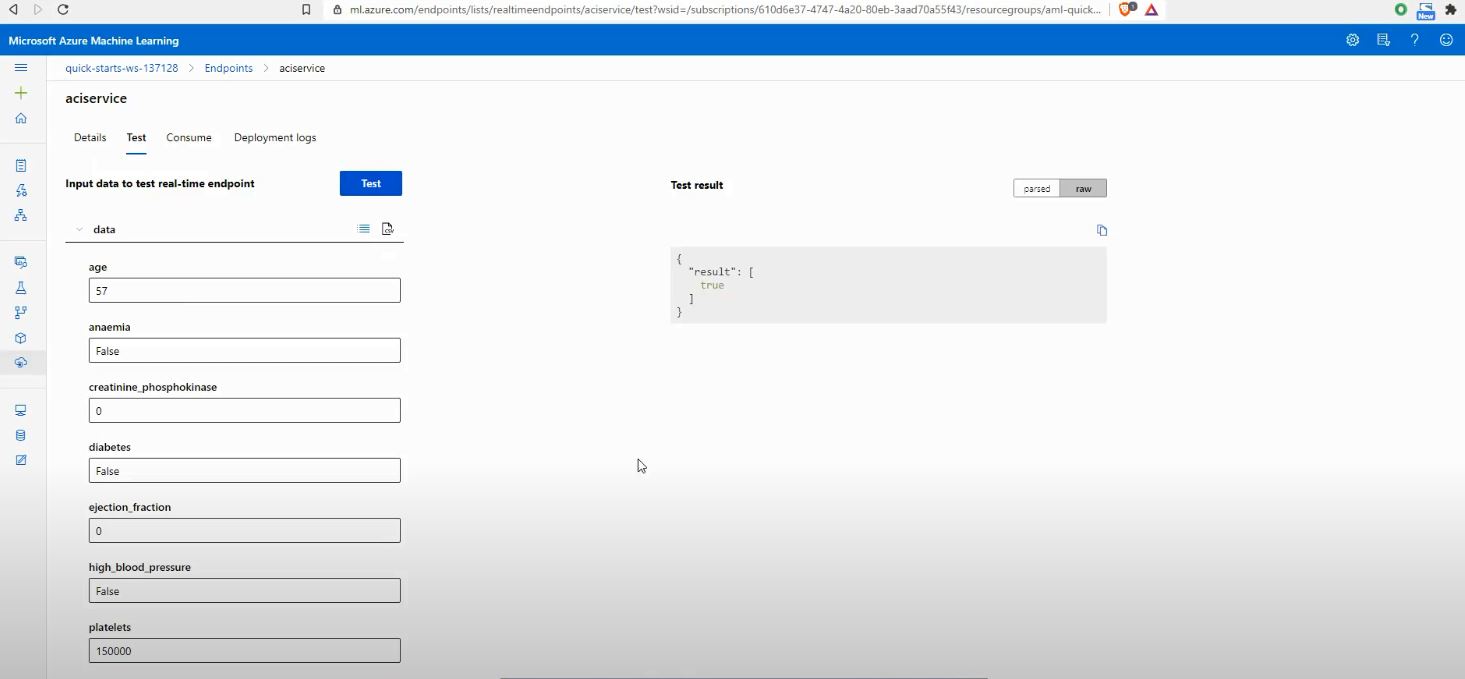 ml.azure.com/endpoints/lists/realtimeendpoints/aciservice/test?wsid=/subscriptions/610d6e37-4747-4a20-80eb-3aad70a55f43/resourcegroups/aml-quick...
New
Microsoft Azure Machine Learning
quick-starts-ws-137128 > Endpoints > aciservice
aciservice
Details Test Consume Deployment logs
Input data to test real-time endpoint Test
Test result parsed raw
data
age
57
anaemia
False
creatinine_phosphokinase
0
diabetes
False
ejection_fraction
0
high_blood_pressure
False
platelets
150000
{
"result": [
true
]
}